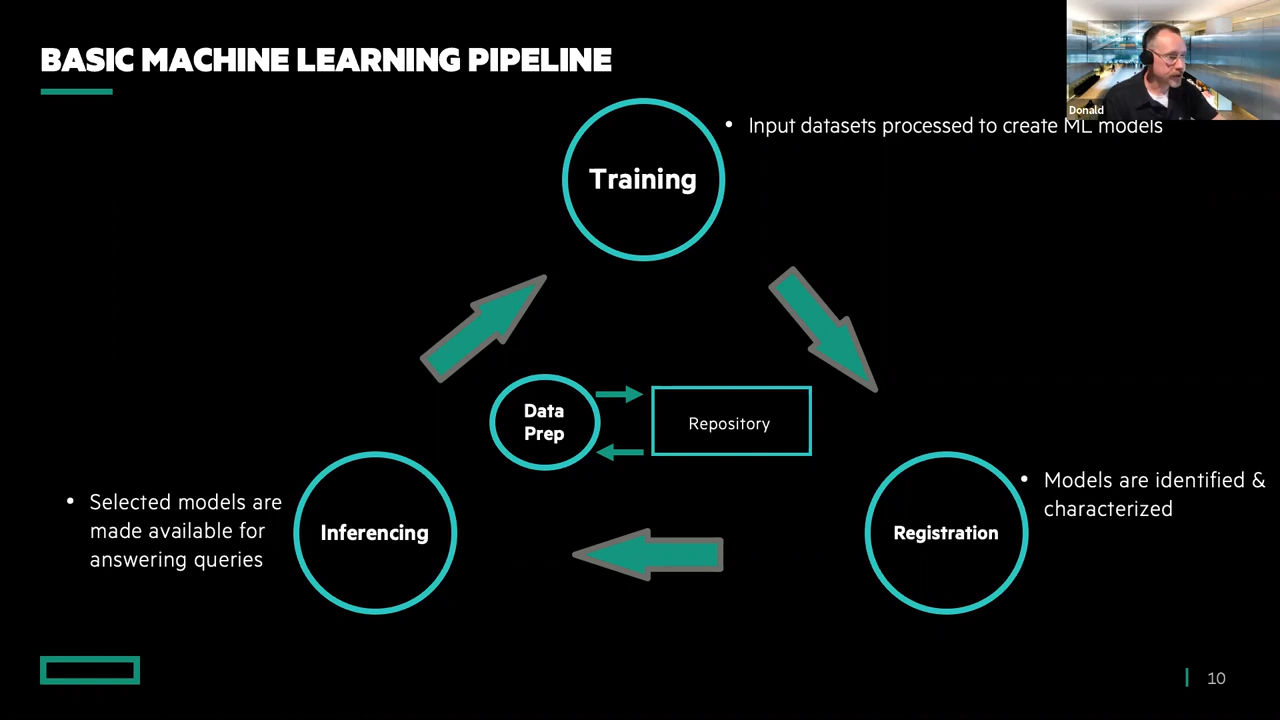 BASIC MACHINE LEARNING PIPELINE
Donald
Training
• Input datasets processed to create ML models
Data
Prep
Repository
• Models are identified &
characterized
Registration
• Selected models are
made available for
answering queries
Inferencing
10